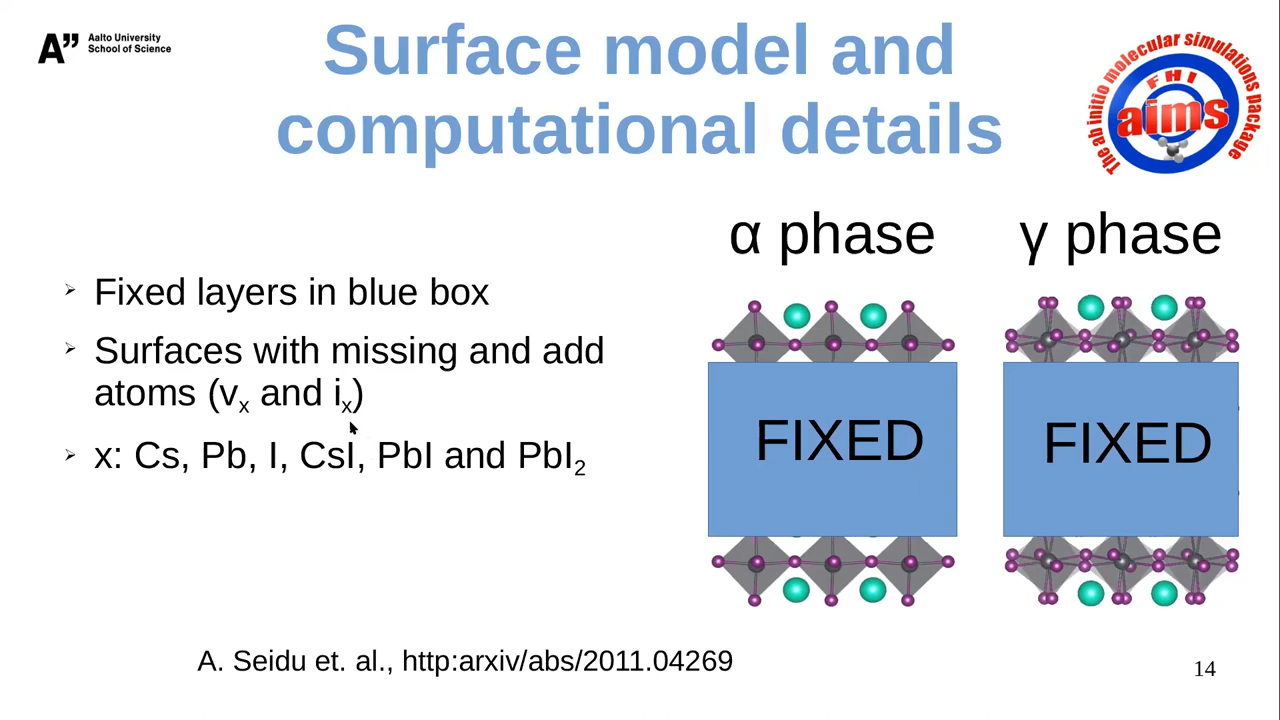 A”
Aalto University
School of Science
Surface model and
computational details
The ab initio molecular simulations package
FHI
aims
α phase
γ phase
➢ Fixed layers in blue box
➢ Surfaces with missing and add
atoms (vx and ix)
➢ x: Cs, Pb, I, CsI, PbI and PbI2
FIXED
FIXED
A. Seidu et. al., http:arxiv/abs/2011.04269
14